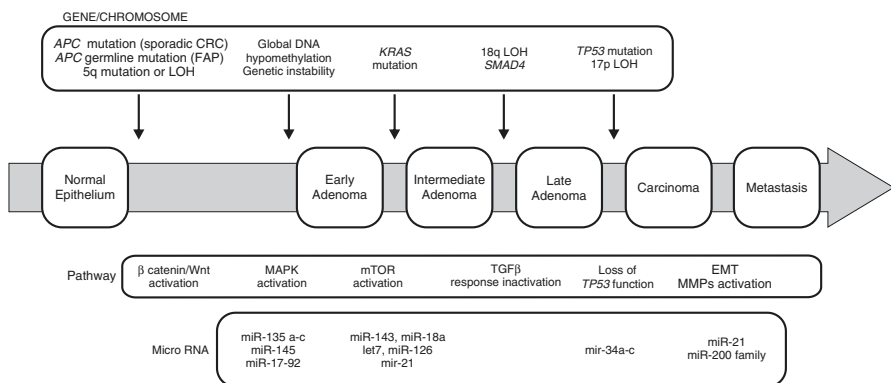 GENE/CHROMOSOME
APC mutation (sporadic CRC)
APC germline mutation (FAP)
5q mutation or LOH
Global DNA
hypomethylation
Genetic instability
KRAS
mutation
18q LOH
SMAD4
TP53 mutation
17p LOH
Normal
Epithelium
Early
Adenoma
Intermediate
Adenoma
Late
Adenoma
Carcinoma
Metastasis
Pathway
β catenin/Wnt
activation
MAPK
activation
mTOR
activation
TGFβ
response inactivation
Loss of
TP53 function
EMT
MMPs activation
Micro RNA
miR-135 a-c
miR-145
miR-17-92
miR-143, miR-18a
let7, miR-126
mir-21
mir-34a-c
miR-21
miR-200 family